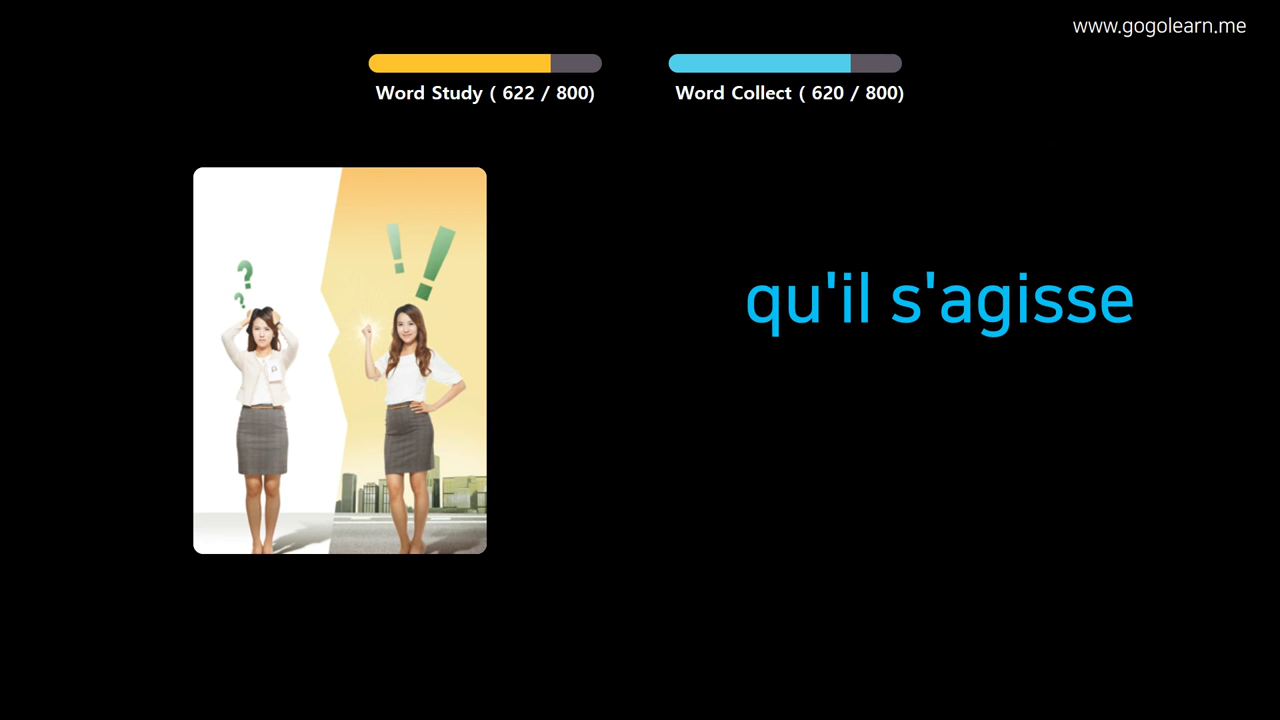 www.gogolearn.me
Word Study ( 622 / 800)
Word Collect ( 620 / 800)
? ?
! !
qu'il s'agisse